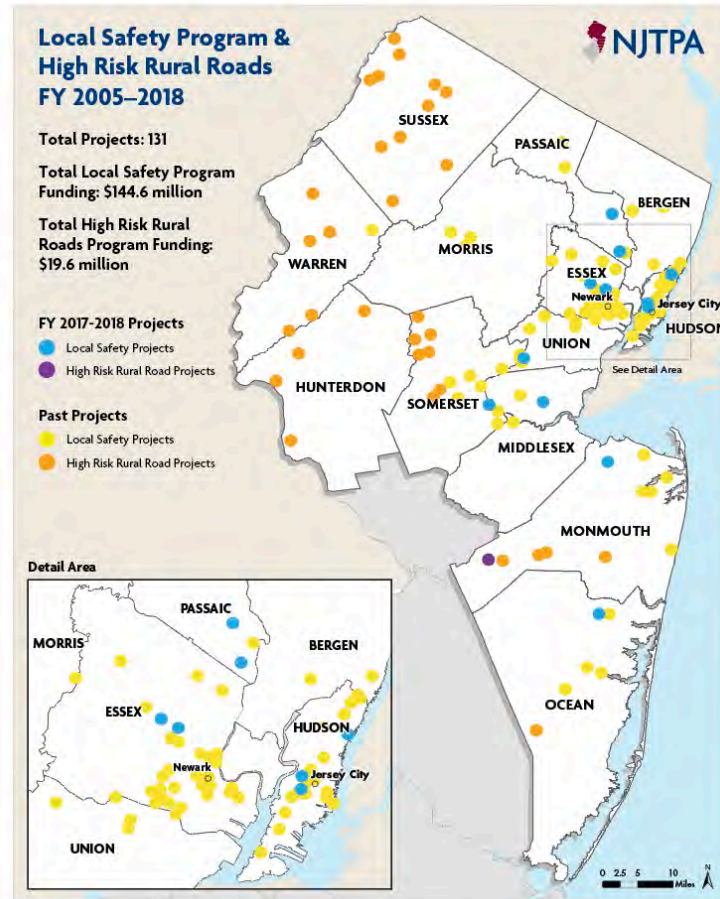 Local Safety Program &
High Risk Rural Roads
FY 2005–2018
NJTPA
Total Projects: 131
Total Local Safety Program
Funding: $144.6 million
Total High Risk Rural
Roads Program Funding:
$19.6 million
FY 2017-2018 Projects
Local Safety Projects
High Risk Rural Road Projects
Past Projects
Local Safety Projects
High Risk Rural Road Projects
SUSSEX
PASSAIC
BERGEN
WARREN
MORRIS
ESSEX
Newark
Jersey City
HUDSON
UNION
See Detail Area
HUNTERDON
SOMERSET
MIDDLESEX
MONMOUTH
OCEAN
Detail Area
PASSAIC
MORRIS
BERGEN
ESSEX
HUDSON
Newark
Jersey City
UNION
0 2.5 5 10
Miles
N